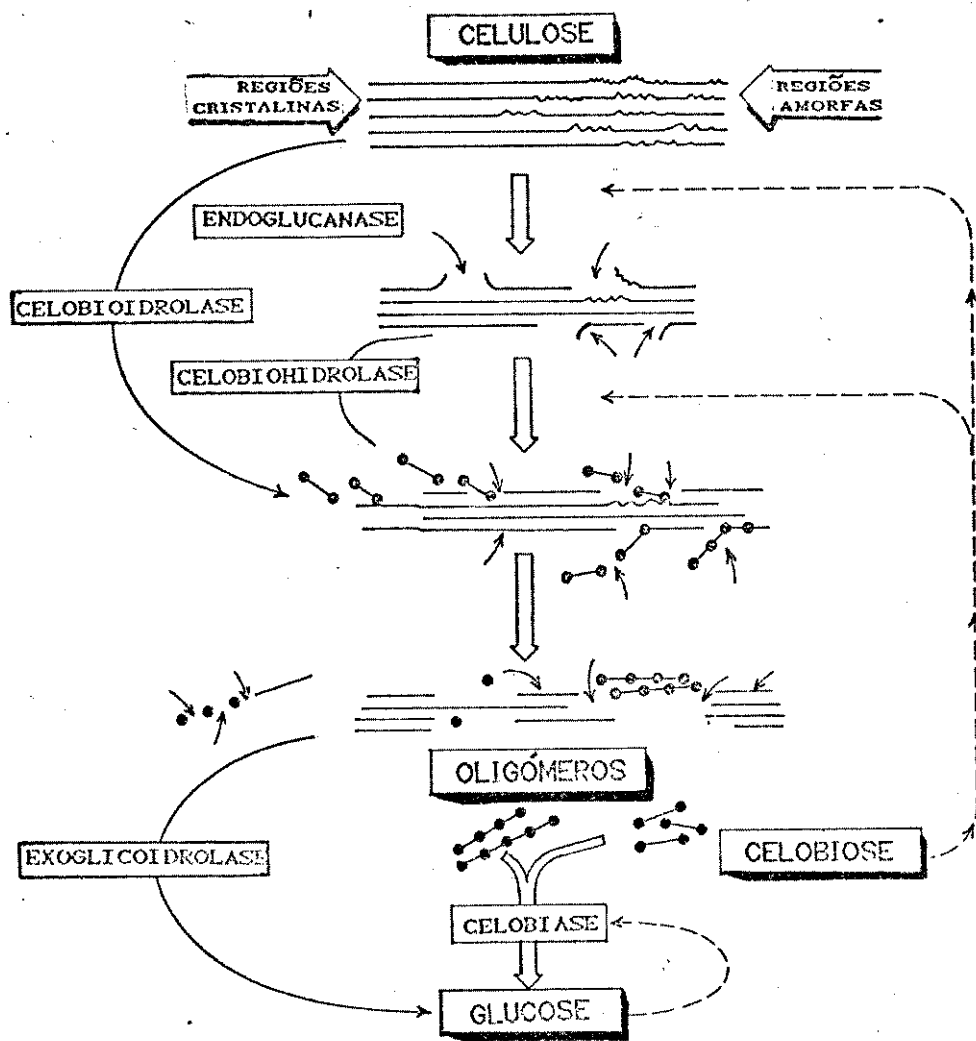 CELULOSE
REGIÕES
CRISTALINAS
REGIÕES
AMORFAS
ENDOGLUCANASE
CELOBIOIDROLASE
CELOBIOHIDROLASE
OLIGÓMEROS
EXOGLICOIDROLASE
CELOBIOSE
CELOBIASE
GLUCOSE